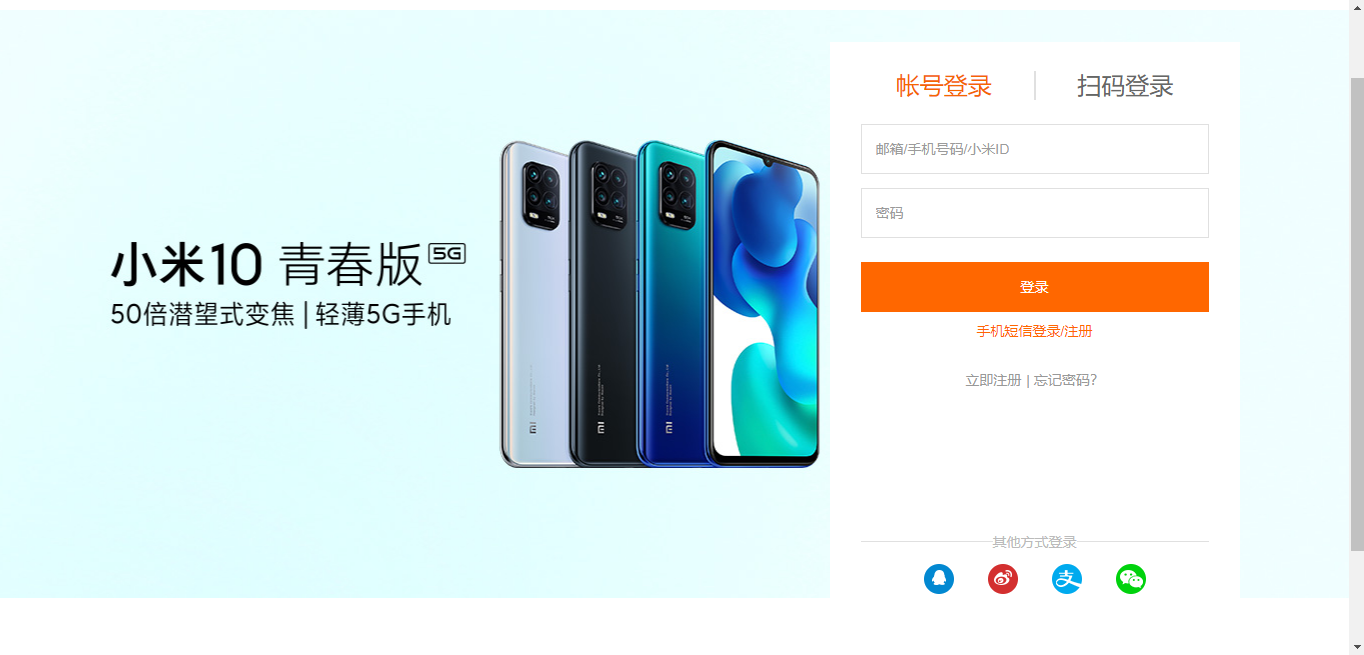 帐号登录
扫码登录
邮箱/手机号码/小米ID
密码
登录
手机短信登录/注册
立即注册 | 忘记密码?
其他方式登录
小米10 青春版 5G
50倍潜望式变焦 | 轻薄5G手机